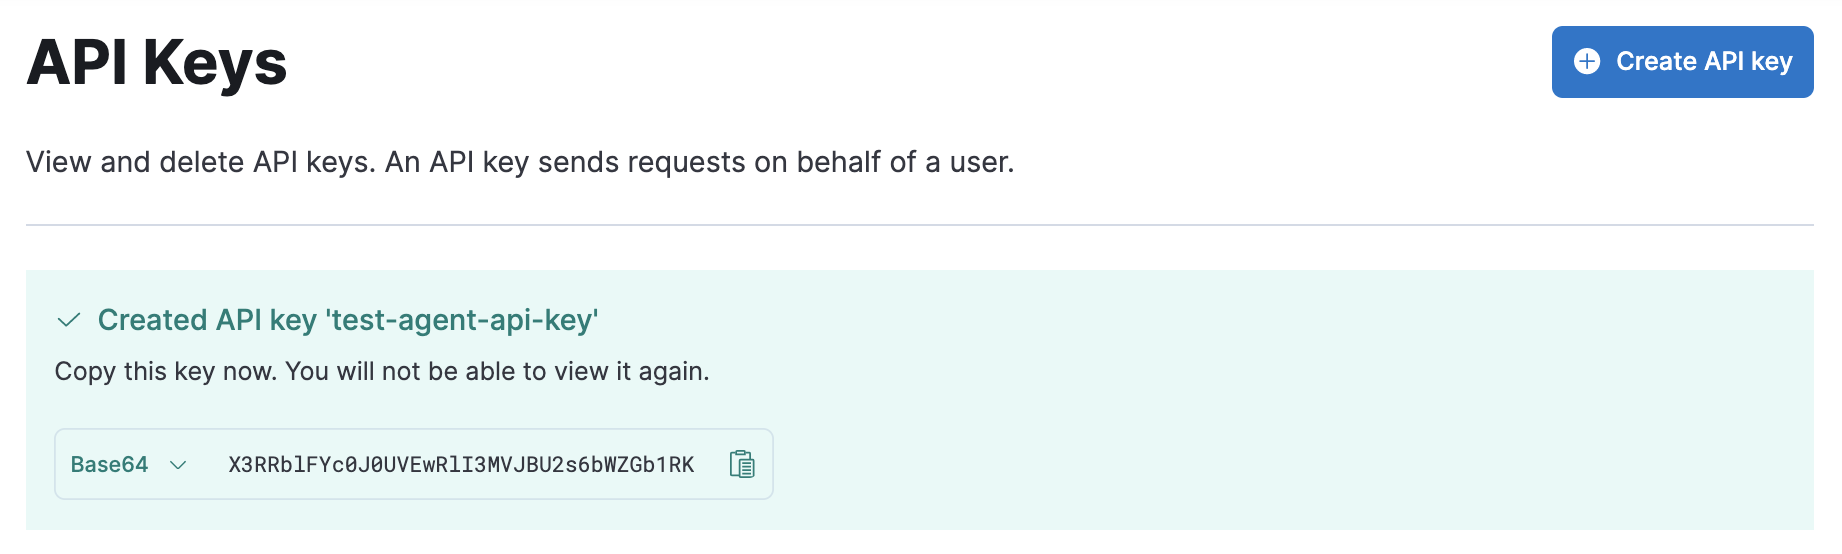 API Keys
Create API key
View and delete API keys. An API key sends requests on behalf of a user.
Created API key 'test-agent-api-key'
Copy this key now. You will not be able to view it again.
Base64 X3RRblFYc0J0UVEwRlI3MVJBU2s6bWZGb1RK